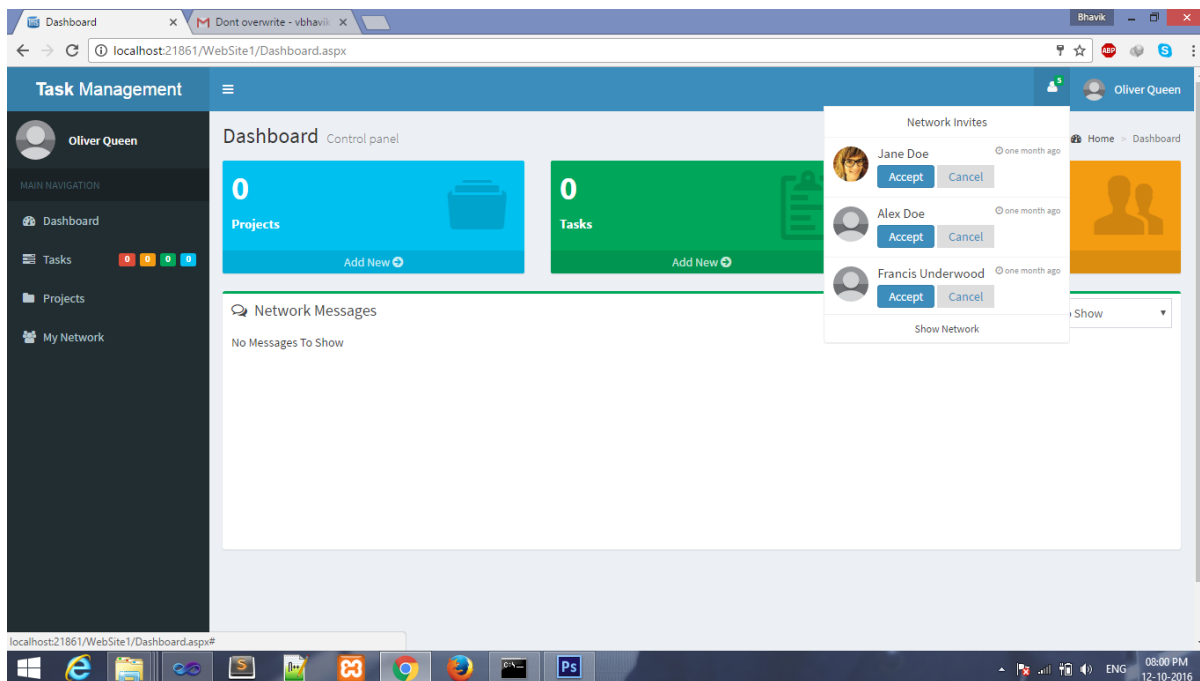 Dashboard
Dont overwrite - vbhavik
Bhavik
localhost:21861/WebSite1/Dashboard.aspx
ABP
S
Task Management
5
Oliver Queen
Oliver Queen
MAIN NAVIGATION
Dashboard
Tasks 0 0 0 0
Projects
My Network
Dashboard Control panel
Home > Dashboard
0
Projects
Add New
0
Tasks
Add New
Network Invites
Jane Doe one month ago
Accept Cancel
Alex Doe one month ago
Accept Cancel
Francis Underwood one month ago
Accept Cancel
Show Network
Network Messages
Show
No Messages To Show
localhost:21861/WebSite1/Dashboard.aspx#
S
Ps
ENG
08:00 PM
12-10-2016